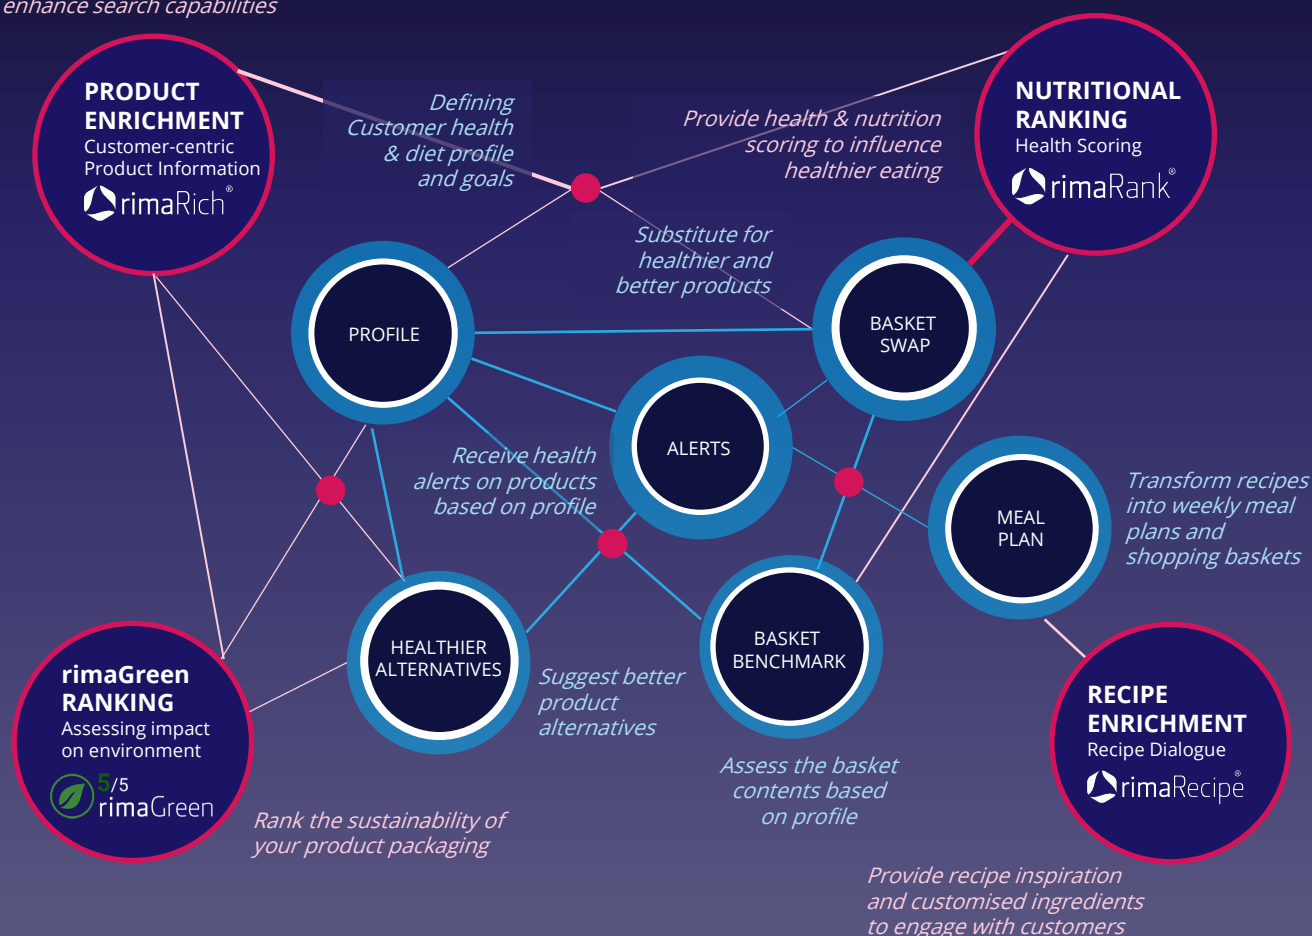 enhance search capabilities
PRODUCT
ENRICHMENT
Customer-centric
Product Information
rimaRich®
Defining
Customer health
& diet profile
and goals
Provide health & nutrition
scoring to influence
healthier eating
NUTRITIONAL
RANKING
Health Scoring
rimaRank®
Substitute for
healthier and
better products
PROFILE
BASKET
SWAP
ALERTS
Receive health
alerts on products
based on profile
MEAL
PLAN
Transform recipes
into weekly meal
plans and
shopping baskets
HEALTHIER
ALTERNATIVES
BASKET
BENCHMARK
Suggest better
product
alternatives
Assess the basket
contents based
on profile
rimaGreen
RANKING
Assessing impact
on environment
5/5
rimaGreen
Rank the sustainability of
your product packaging
RECIPE
ENRICHMENT
Recipe Dialogue
rimaRecipe®
Provide recipe inspiration
and customised ingredients
to engage with customers